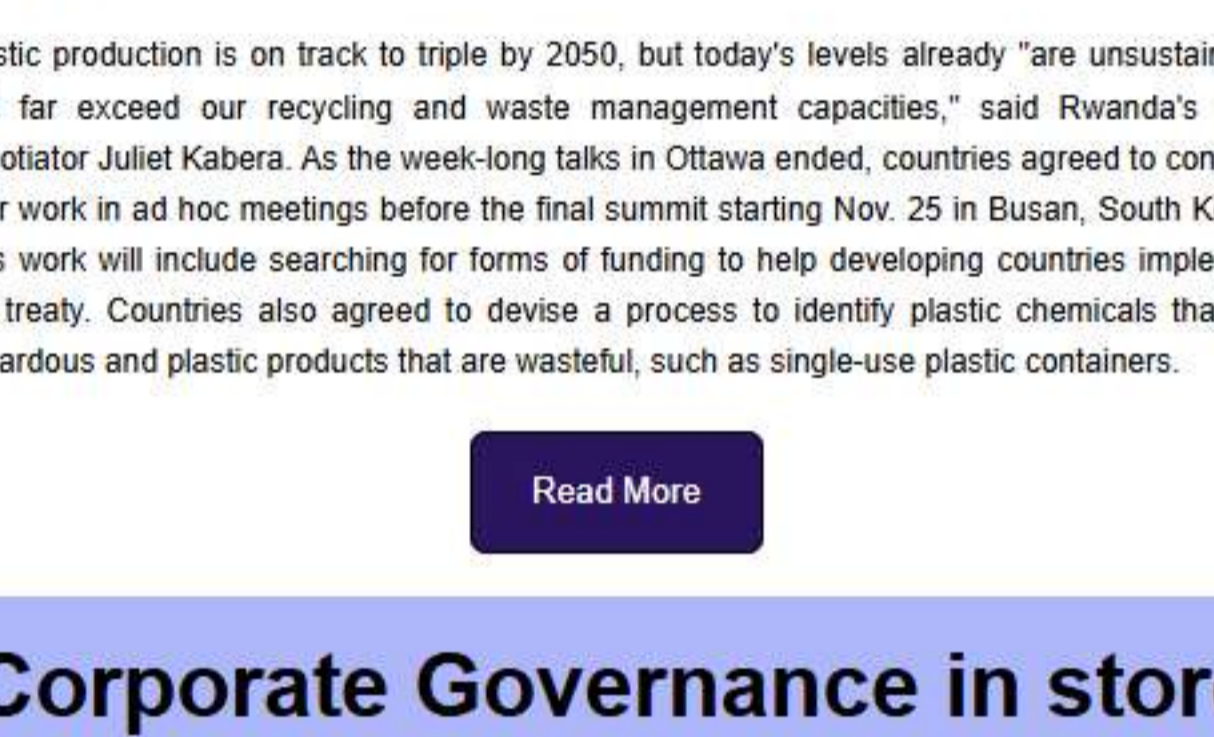 stic production is on track to triple by 2050, but today's levels already "are unsustain
far exceed our recycling and waste management capacities," said Rwanda's
otiator Juliet Kabera. As the week-long talks in Ottawa ended, countries agreed to con
r work in ad hoc meetings before the final summit starting Nov. 25 in Busan, South K
s work will include searching for forms of funding to help developing countries imple
treaty. Countries also agreed to devise a process to identify plastic chemicals tha
ardous and plastic products that are wasteful, such as single-use plastic containers.
Read More
Corporate Governance in stor